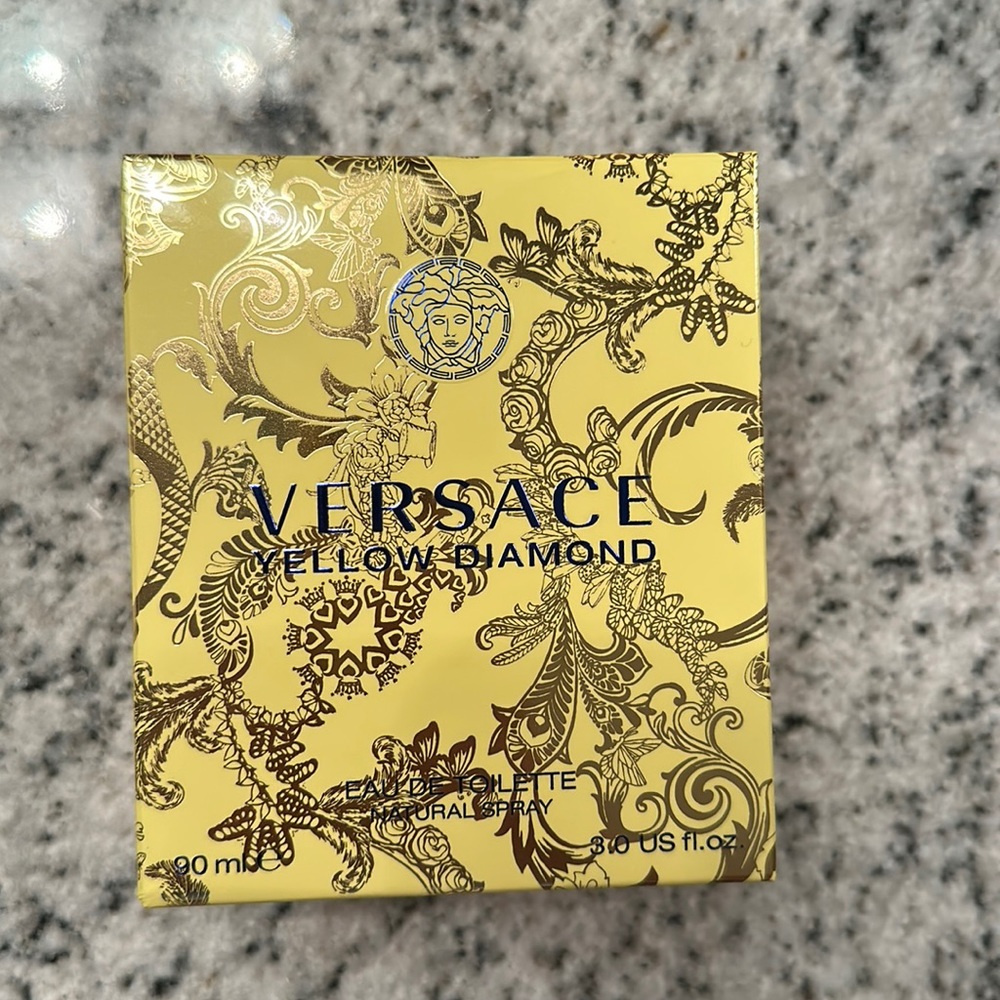 VERSACE
YELLOW DIAMOND
EAU DE TOILETTE
NATURAL SPRAY
90 ml ℮
3.0 US fl.oz.